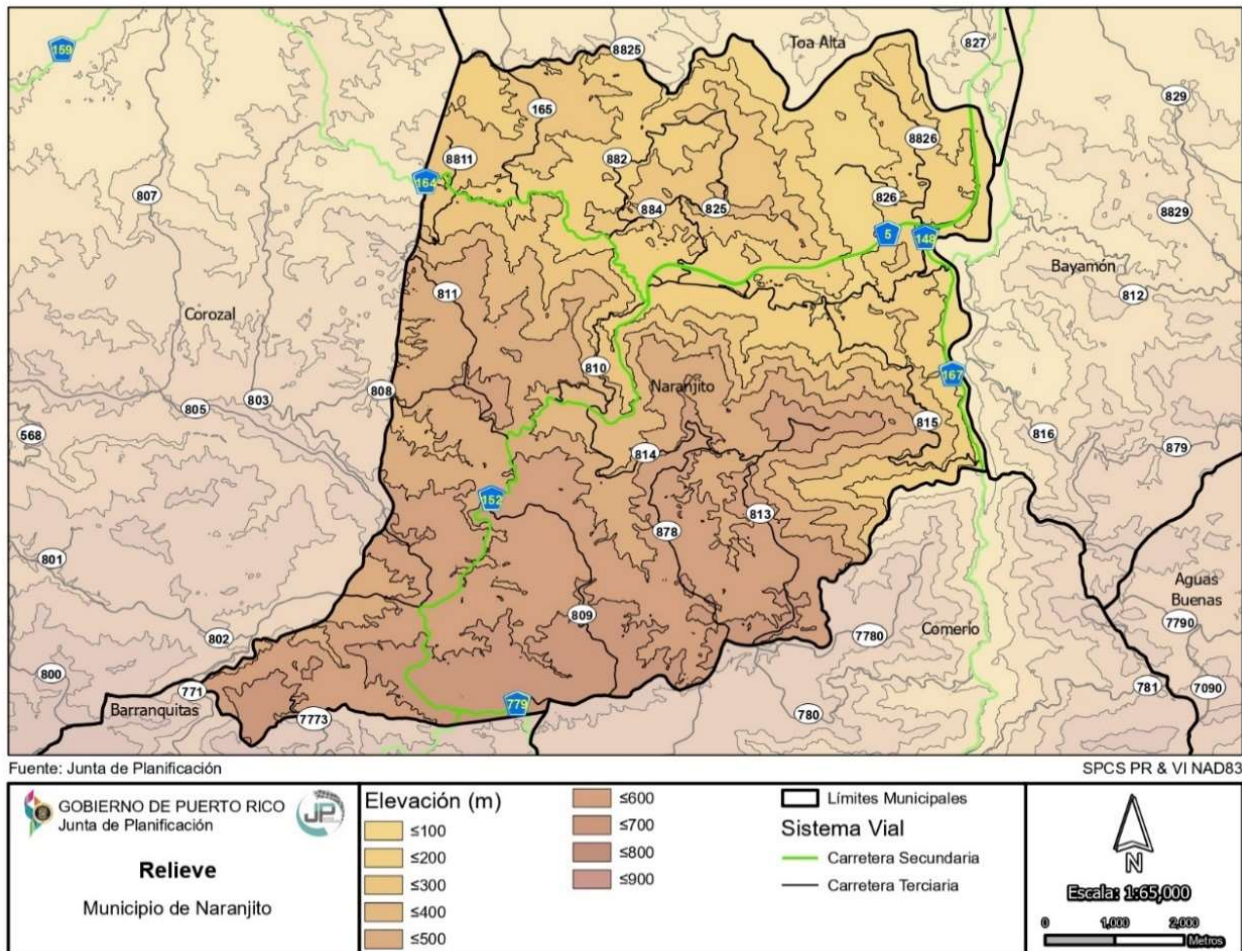 159
8825
Toa Alta
827
829
165
8826
8811
882
164
807
826
884
825
8829
5
148
Bayamón
811
812
Corozal
810
167
Naranjito
808
803
805
815
568
816
814
879
152
813
878
801
Aguas
Buenas
809
802
7780
Comerío
7790
800
771
781
7090
779
Barranquitas
7773
780
Fuente: Junta de Planificación
SPCS PR & VI NAD83
GOBIERNO DE PUERTO RICO
Junta de Planificación
JP
Relieve
Municipio de Naranjito
Elevación (m)
≤100
≤200
≤300
≤400
≤500
≤600
≤700
≤800
≤900
Límites Municipales
Sistema Vial
Carretera Secundaria
Carretera Terciaria
N
Escala: 1:65,000
0 1,000 2,000
Metros